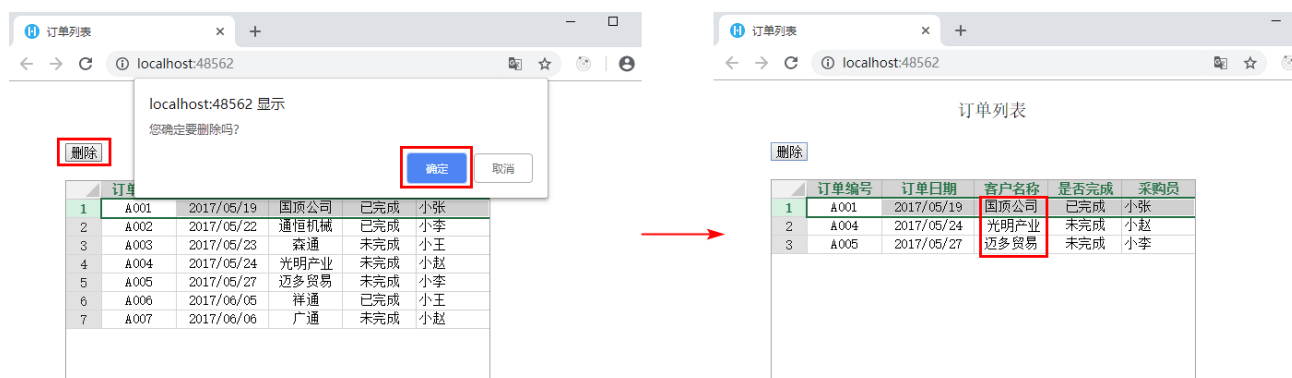 订单列表
localhost:48562
localhost:48562 显示
您确定要删除吗?
确定 取消
删除
订单
1 A001 2017/05/19 国顶公司 已完成 小张
2 A002 2017/05/22 通恒机械 已完成 小李
3 A003 2017/05/23 森通 未完成 小王
4 A004 2017/05/24 光明产业 未完成 小赵
5 A005 2017/05/27 迈多贸易 未完成 小李
6 A006 2017/06/05 祥通 已完成 小王
7 A007 2017/06/06 广通 未完成 小赵
订单列表
localhost:48562
订单列表
删除
订单编号 订单日期 客户名称 是否完成 采购员
1 A001 2017/05/19 国顶公司 已完成 小张
2 A004 2017/05/24 光明产业 未完成 小赵
3 A005 2017/05/27 迈多贸易 未完成 小李